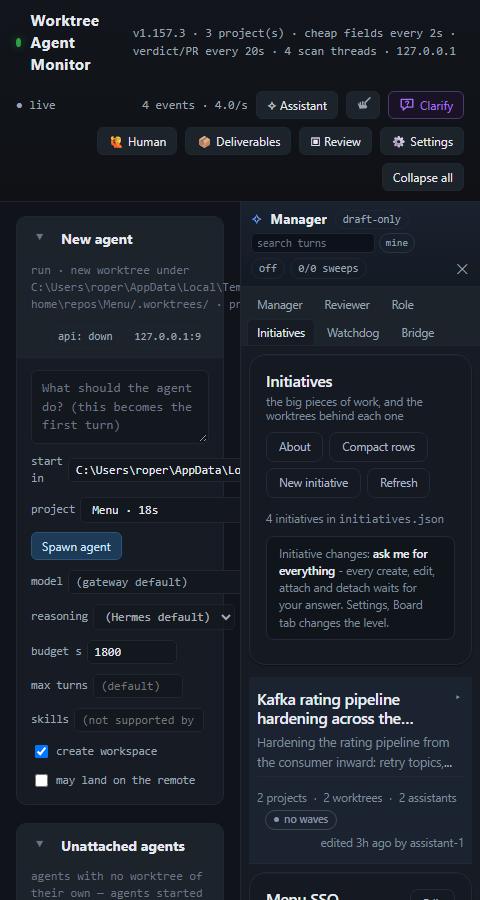 Worktree
Agent
Monitor
v1.157.3 · 3 project(s) · cheap fields every 2s ·
verdict/PR every 20s · 4 scan threads · 127.0.0.1
live
4 events · 4.0/s
Assistant
Clarify
Human
Deliverables
Review
Settings
Collapse all
New agent
run · new worktree under
C:\Users\roper\AppData\Local\Tem
home\repos\Menu/.worktrees/ · pr
api: down
127.0.0.1:9
What should the agent
do? (this becomes the
first turn)
start
in
C:\Users\roper\AppData\Lo
project
Menu · 18s
Spawn agent
model
(gateway default)
reasoning
(Hermes default)
budget s
1800
max turns
(default)
skills
(not supported by
create workspace
may land on the remote
Unattached agents
agents with no worktree of
their own — agents started
Manager
draft-only
search turns
mine
off
0/0 sweeps
Manager
Reviewer
Role
Initiatives
Watchdog
Bridge
Initiatives
the big pieces of work, and the
worktrees behind each one
About
Compact rows
New initiative
Refresh
4 initiatives in initiatives.json
Initiative changes: ask me for
everything - every create, edit,
attach and detach waits for
your answer. Settings, Board
tab changes the level.
Kafka rating pipeline
hardening across the...
Hardening the rating pipeline from
the consumer inward: retry topics,...
2 projects · 2 worktrees · 2 assistants
no waves
edited 3h ago by assistant-1
Menu SSO